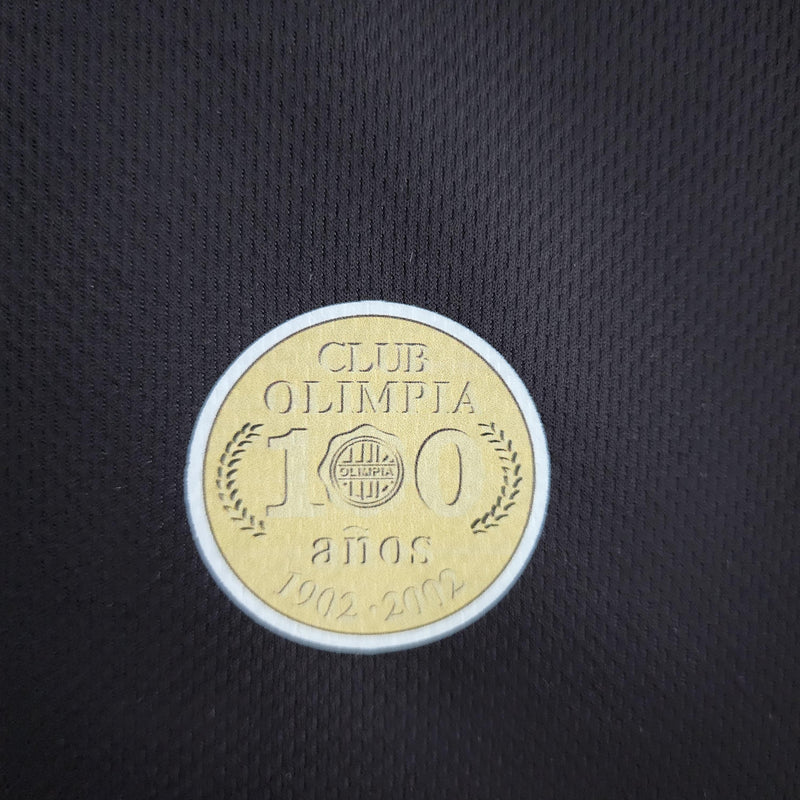 CLUB
OLIMPIA
100
OLIMPIA
años
1902 · 2002